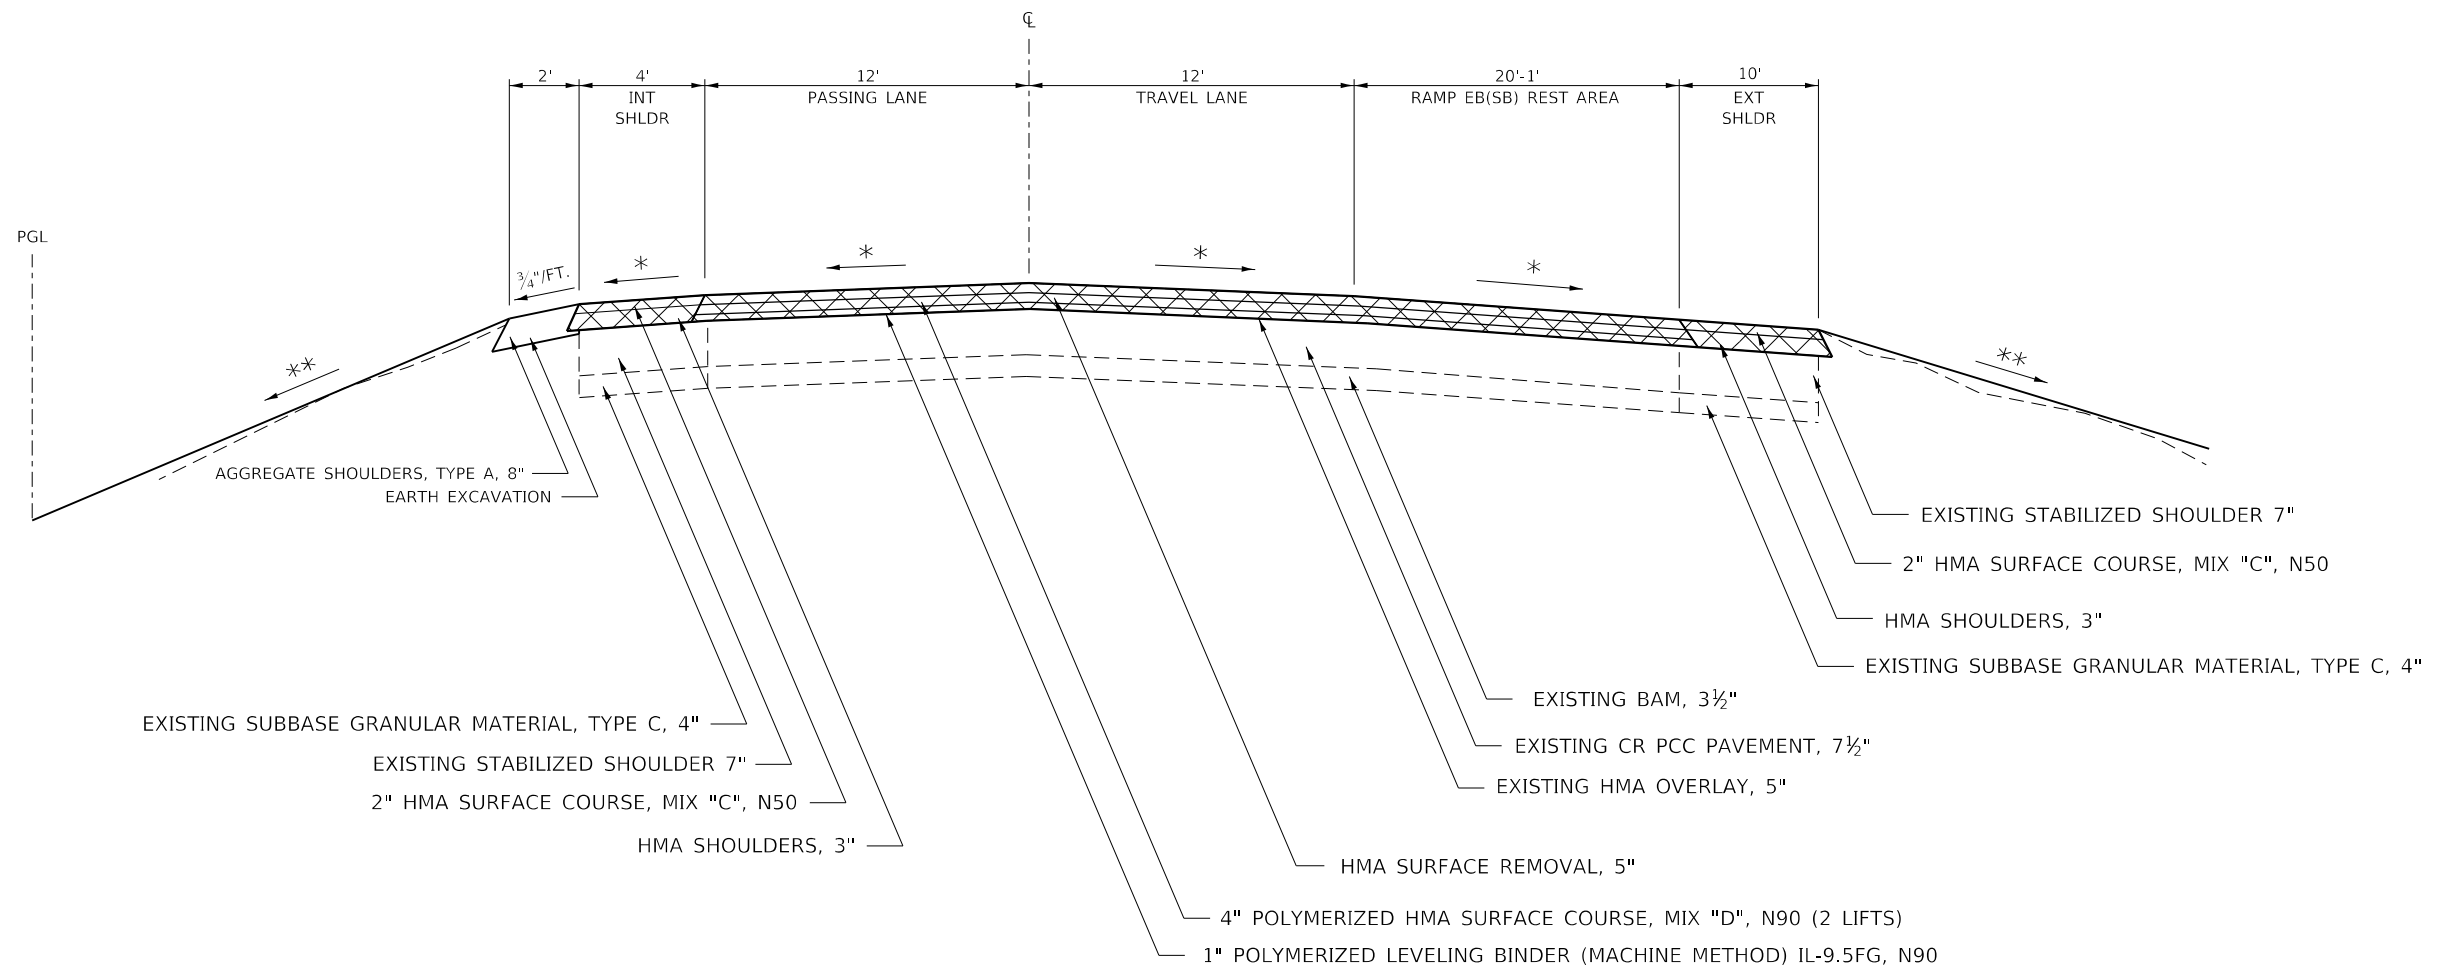 ℄
2'
4'
12'
12'
20'-1'
10'
INT
SHLDR
PASSING LANE
TRAVEL LANE
RAMP EB(SB) REST AREA
EXT
SHLDR
PGL
¾"/FT.
*
*
*
*
**
**
AGGREGATE SHOULDERS, TYPE A, 8"
EARTH EXCAVATION
EXISTING STABILIZED SHOULDER 7"
2" HMA SURFACE COURSE, MIX "C", N50
HMA SHOULDERS, 3"
EXISTING SUBBASE GRANULAR MATERIAL, TYPE C, 4"
EXISTING BAM, 3½"
EXISTING CR PCC PAVEMENT, 7½"
EXISTING HMA OVERLAY, 5"
EXISTING SUBBASE GRANULAR MATERIAL, TYPE C, 4"
EXISTING STABILIZED SHOULDER 7"
2" HMA SURFACE COURSE, MIX "C", N50
HMA SHOULDERS, 3"
HMA SURFACE REMOVAL, 5"
4" POLYMERIZED HMA SURFACE COURSE, MIX "D", N90 (2 LIFTS)
1" POLYMERIZED LEVELING BINDER (MACHINE METHOD) IL-9.5FG, N90